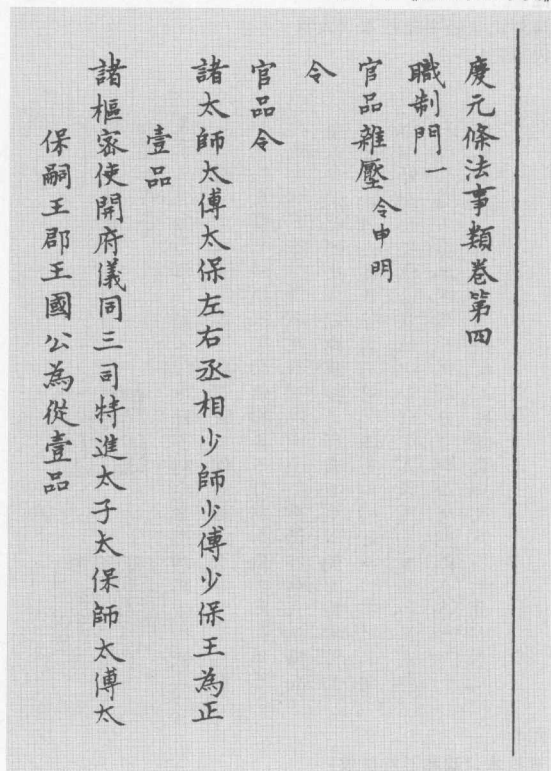 慶元條法事類卷第四
職制門一
官品雜壓令申明
令
官品令
諸太師太傅太保左右丞相少師少傅少保王為正
壹品
諸樞密使開府儀同三司特進太子太保師太傅太
保嗣王郡王國公為從壹品